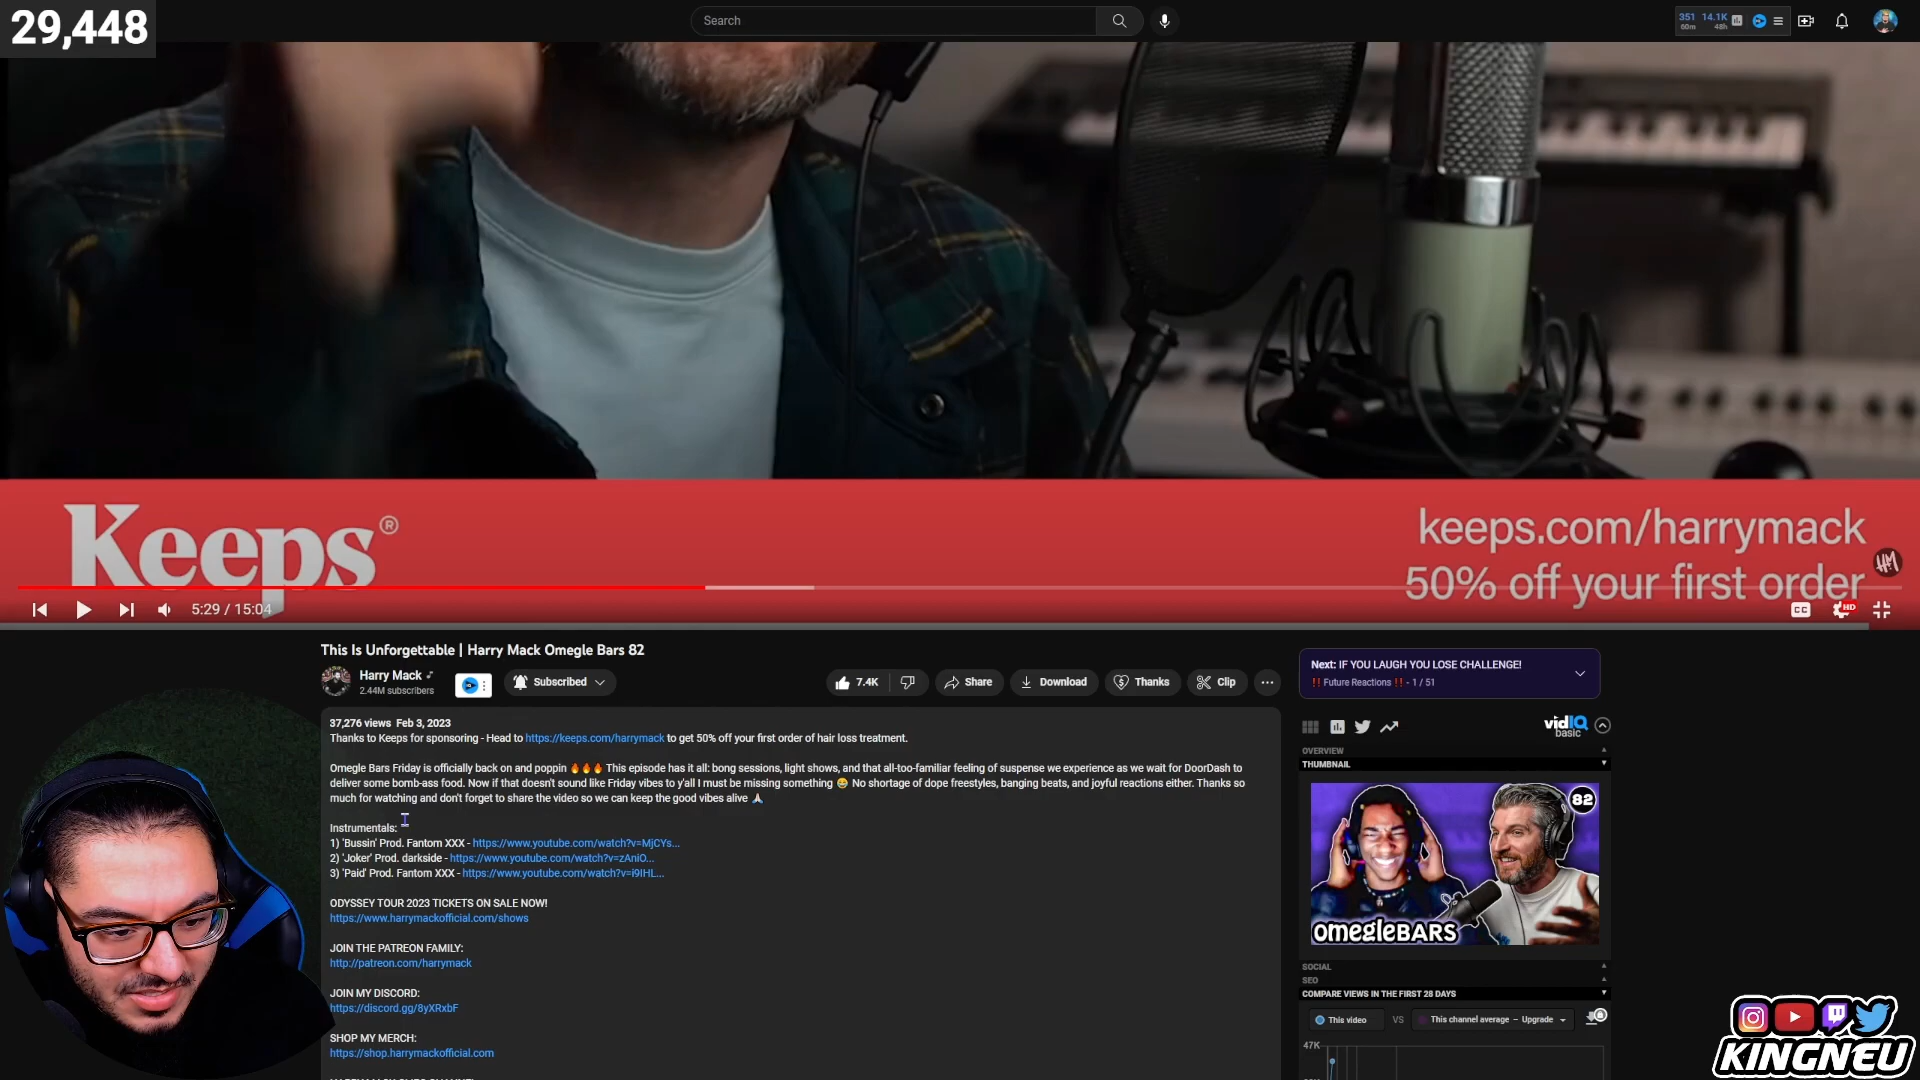 29,448
Search
351 14.1K
60m 48h
Keeps®
keeps.com/harrymack
50% off your first order
HM
5:29 / 15:04
CC
HD
This Is Unforgettable | Harry Mack Omegle Bars 82
Harry Mack
2.44M subscribers
Subscribed
7.4K
Share
Download
Thanks
Clip
Next: IF YOU LAUGH YOU LOSE CHALLENGE!
‼️ Future Reactions ‼️ - 1 / 51
37,276 views Feb 3, 2023
Thanks to Keeps for sponsoring - Head to https://keeps.com/harrymack to get 50% off your first order of hair loss treatment.
Omegle Bars Friday is officially back on and poppin 🔥🔥🔥 This episode has it all: bong sessions, light shows, and that all-too-familiar feeling of suspense we experience as we wait for DoorDash to
deliver some bomb-ass food. Now if that doesn't sound like Friday vibes to y'all I must be missing something 😂 No shortage of dope freestyles, banging beats, and joyful reactions either. Thanks so
much for watching and don't forget to share the video so we can keep the good vibes alive 🙏
Instrumentals:
1) 'Bussin' Prod. Fantom XXX - https://www.youtube.com/watch?v=MjCYs...
2) 'Joker' Prod. darkside - https://www.youtube.com/watch?v=zAniO...
3) 'Paid' Prod. Fantom XXX - https://www.youtube.com/watch?v=i9IHL...
ODYSSEY TOUR 2023 TICKETS ON SALE NOW!
https://www.harrymackofficial.com/shows
JOIN THE PATREON FAMILY:
http://patreon.com/harrymack
JOIN MY DISCORD:
https://discord.gg/8yXRxbF
SHOP MY MERCH:
https://shop.harrymackofficial.com
vidIQ
basic
OVERVIEW
THUMBNAIL
82
omegleBARS
SOCIAL
SEO
COMPARE VIEWS IN THE FIRST 28 DAYS
This video VS This channel average – Upgrade
47K
KINGNEU